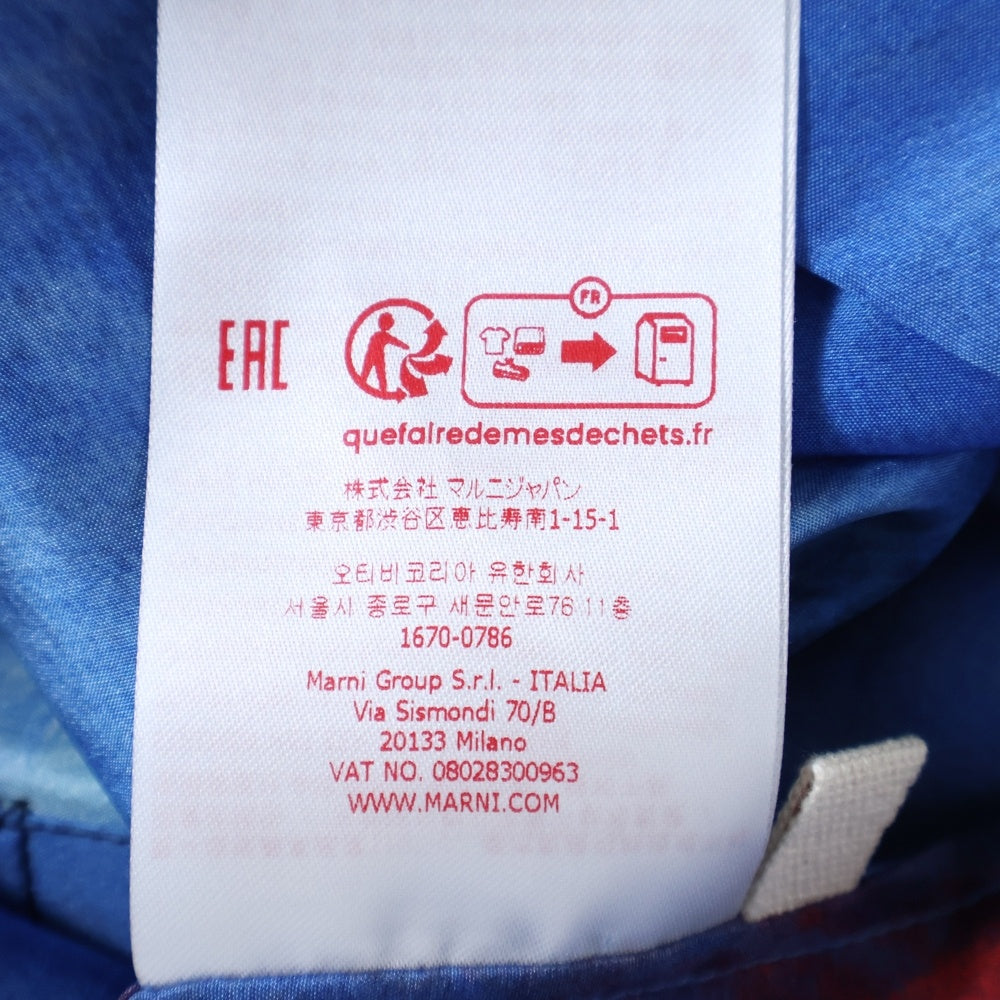 FR
EAC
quefairedemesdechets.fr
株式会社 マルニジャパン
東京都渋谷区恵比寿南1-15-1
오티비코리아 유한회사
서울시 종로구 새문안로76 11층
1670-0786
Marni Group S.r.l. - ITALIA
Via Sismondi 70/B
20133 Milano
VAT NO. 08028300963
WWW.MARNI.COM